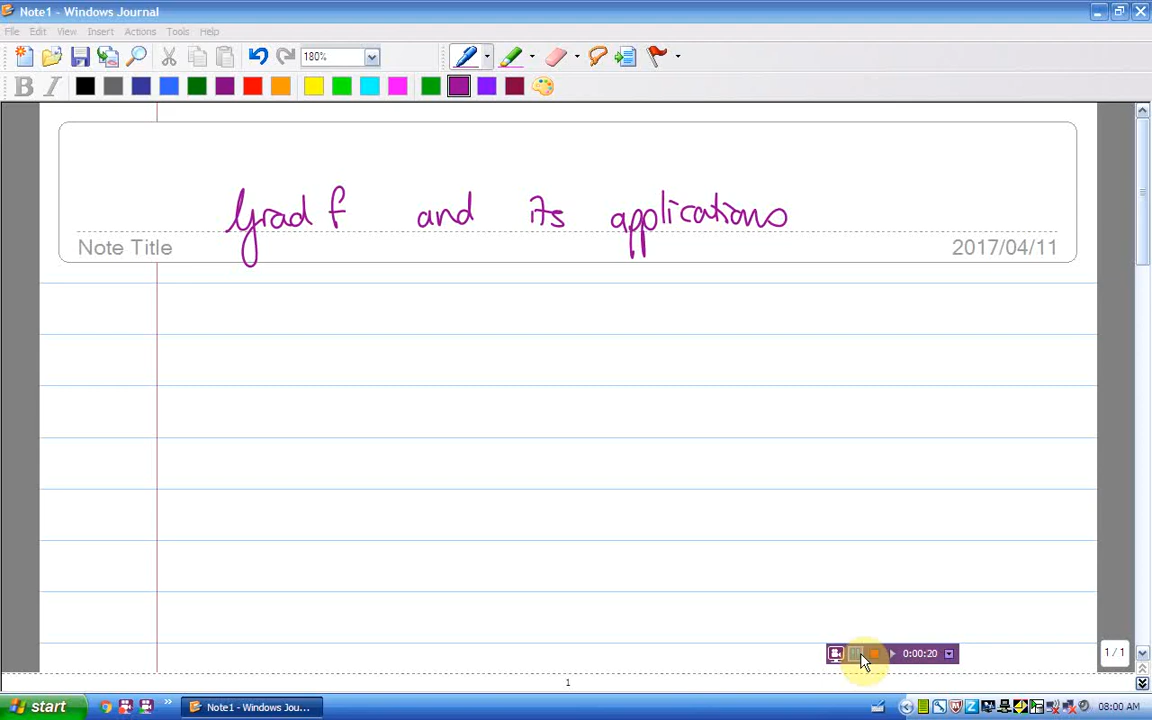 Note1 - Windows Journal
File Edit View Insert Actions Tools Help
180%
B I
Grad f and its applications
Note Title 2017/04/11
0:00:20
1 / 1
1
start Note1 - Windows Jou... 08:00 AM